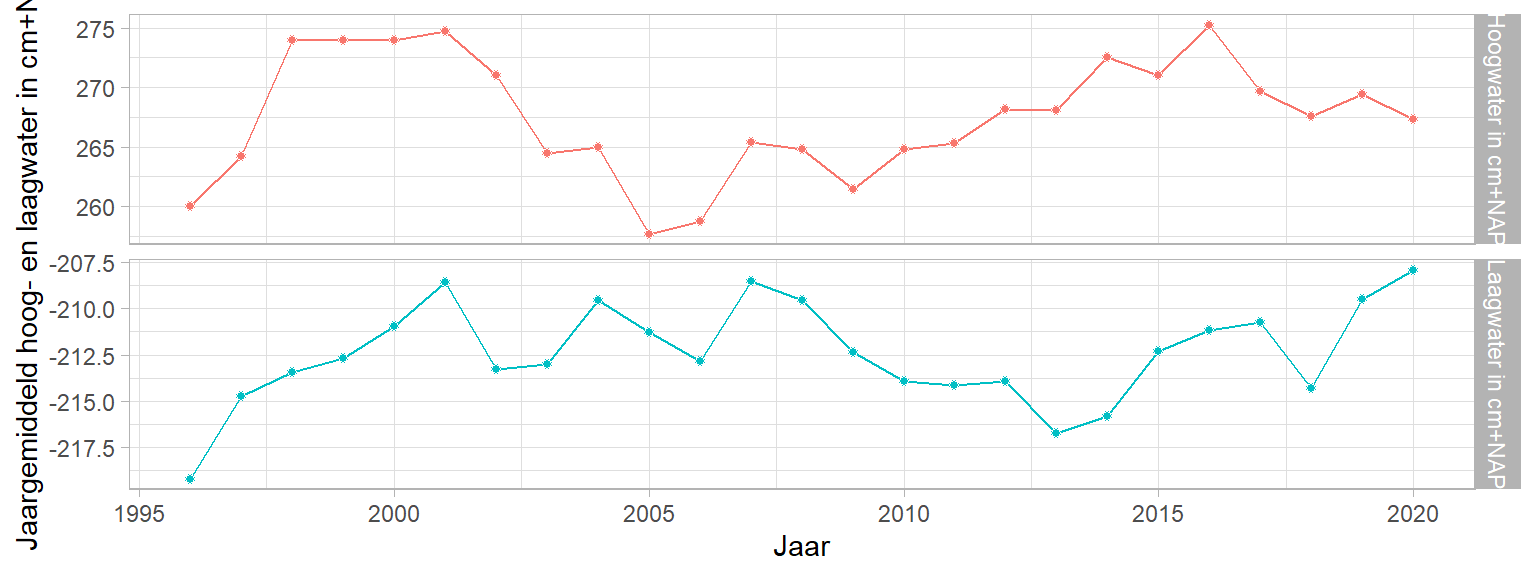 Jaargemiddeld hoog- en laagwater in cm+N
275
270
265
260
Hoogwater in cm+NAP
-207.5
-210.0
-212.5
-215.0
-217.5
Laagwater in cm+NAP
1995 2000 2005 2010 2015 2020
Jaar